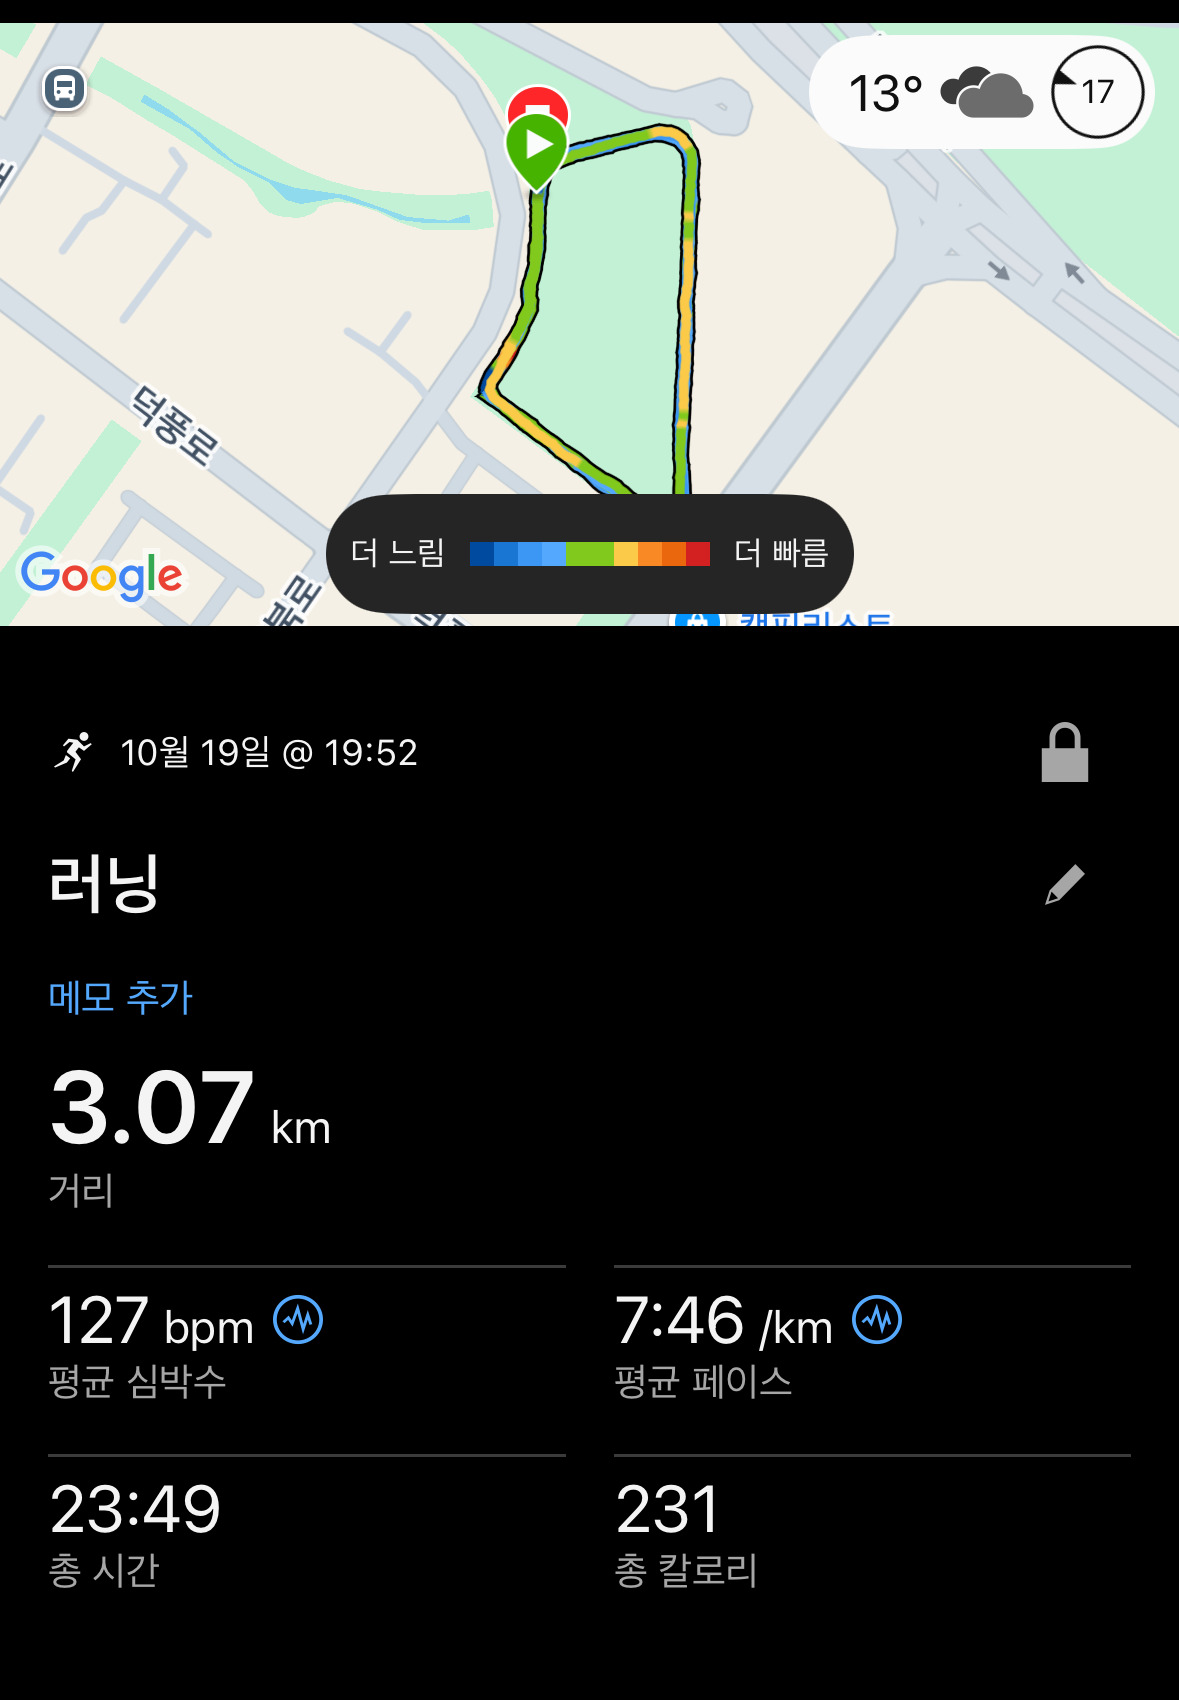 13°
17
덕풍로
더 느림
더 빠름
Google
10월 19일 @ 19:52
러닝
메모 추가
3.07 km
거리
127 bpm
평균 심박수
7:46 /km
평균 페이스
23:49
총 시간
231
총 칼로리